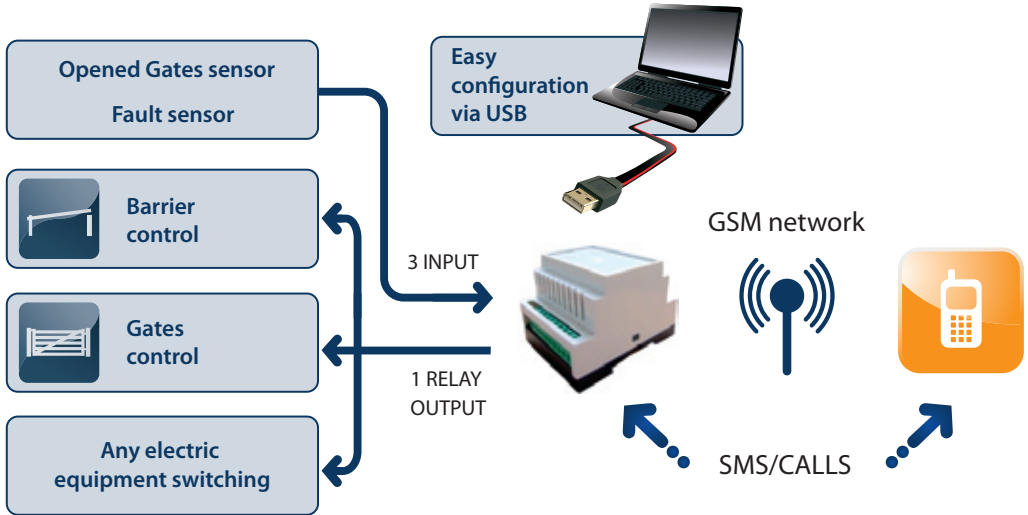 Opened Gates sensor
Fault sensor
Easy
configuration
via USB
Barrier
control
GSM network
3 INPUT
Gates
control
1 RELAY
OUTPUT
Any electric
equipment switching
SMS/CALLS